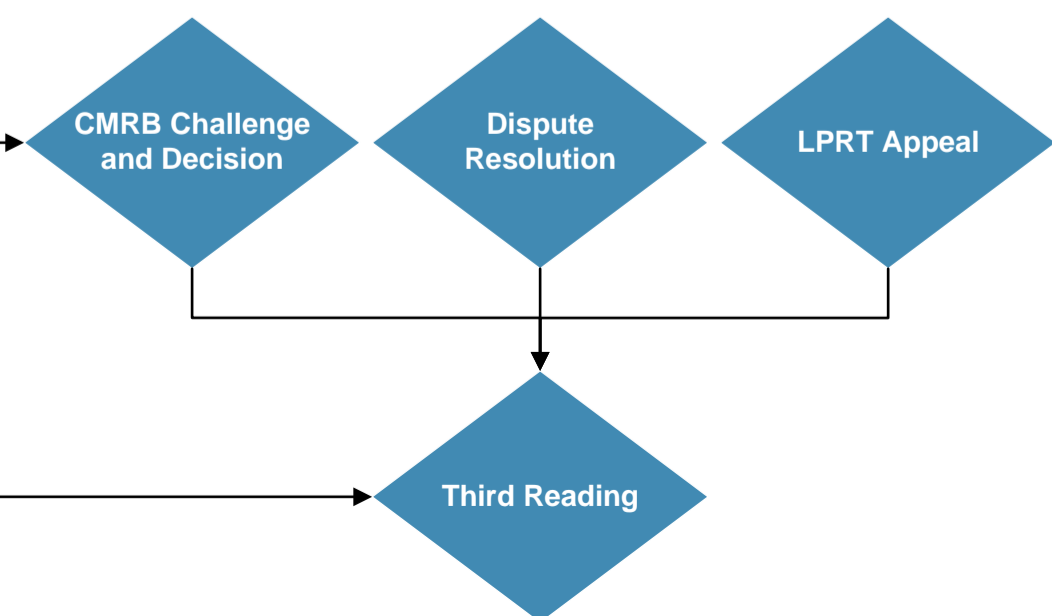 CMRB Challenge
and Decision
Dispute
Resolution
LPRT Appeal
Third Reading